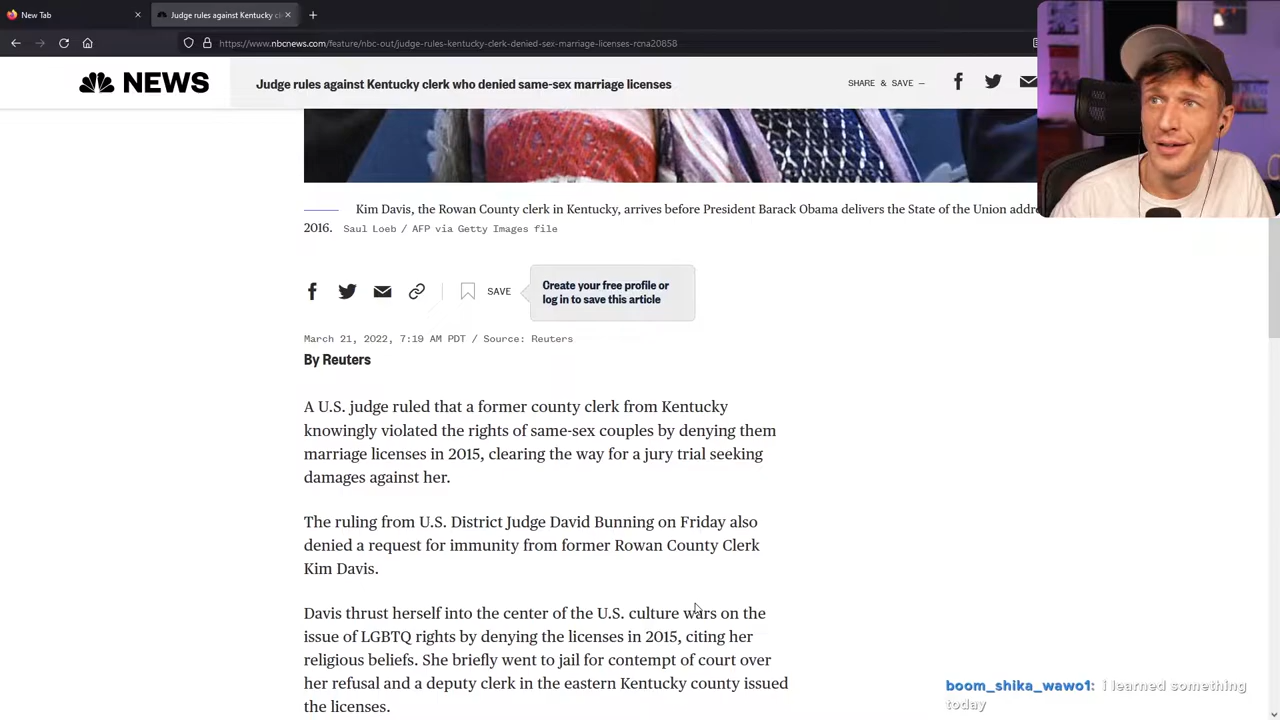 New Tab
Judge rules against Kentucky cl
https://www.nbcnews.com/feature/nbc-out/judge-rules-kentucky-clerk-denied-sex-marriage-licenses-rcna20858
NEWS
Judge rules against Kentucky clerk who denied same-sex marriage licenses
SHARE & SAVE —
Kim Davis, the Rowan County clerk in Kentucky, arrives before President Barack Obama delivers the State of the Union addre
2016. Saul Loeb / AFP via Getty Images file
SAVE
Create your free profile or
log in to save this article
March 21, 2022, 7:19 AM PDT / Source: Reuters
By Reuters
A U.S. judge ruled that a former county clerk from Kentucky
knowingly violated the rights of same-sex couples by denying them
marriage licenses in 2015, clearing the way for a jury trial seeking
damages against her.
The ruling from U.S. District Judge David Bunning on Friday also
denied a request for immunity from former Rowan County Clerk
Kim Davis.
Davis thrust herself into the center of the U.S. culture wars on the
issue of LGBTQ rights by denying the licenses in 2015, citing her
religious beliefs. She briefly went to jail for contempt of court over
her refusal and a deputy clerk in the eastern Kentucky county issued
the licenses.
boom_shika_wawo1: I learned something
today